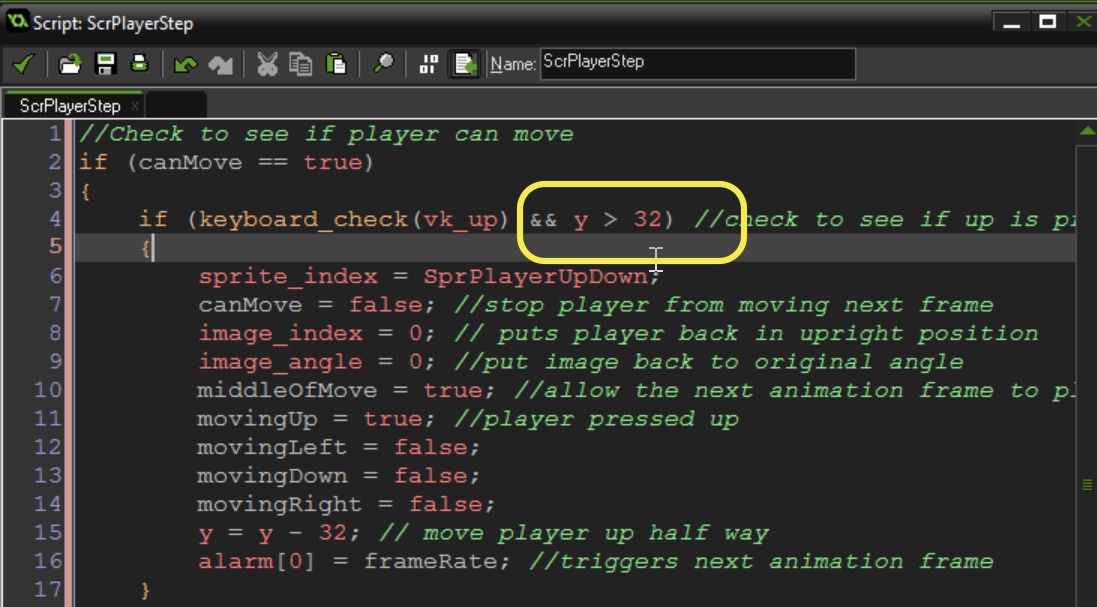 Script: ScrPlayerStep
Name: ScrPlayerStep
ScrPlayerStep
1 //Check to see if player can move
2 if (canMove == true)
3 {
4 if (keyboard_check(vk_up) && y > 32) //check to see if up is
5 {
6 sprite_index = SprPlayerUpDown;
7 canMove = false; //stop player from moving next frame
8 image_index = 0; // puts player back in upright position
9 image_angle = 0; //put image back to original angle
10 middleOfMove = true; //allow the next animation frame to
11 movingUp = true; //player pressed up
12 movingLeft = false;
13 movingDown = false;
14 movingRight = false;
15 y = y - 32; // move player up half way
16 alarm[0] = frameRate; //triggers next animation frame
17 }